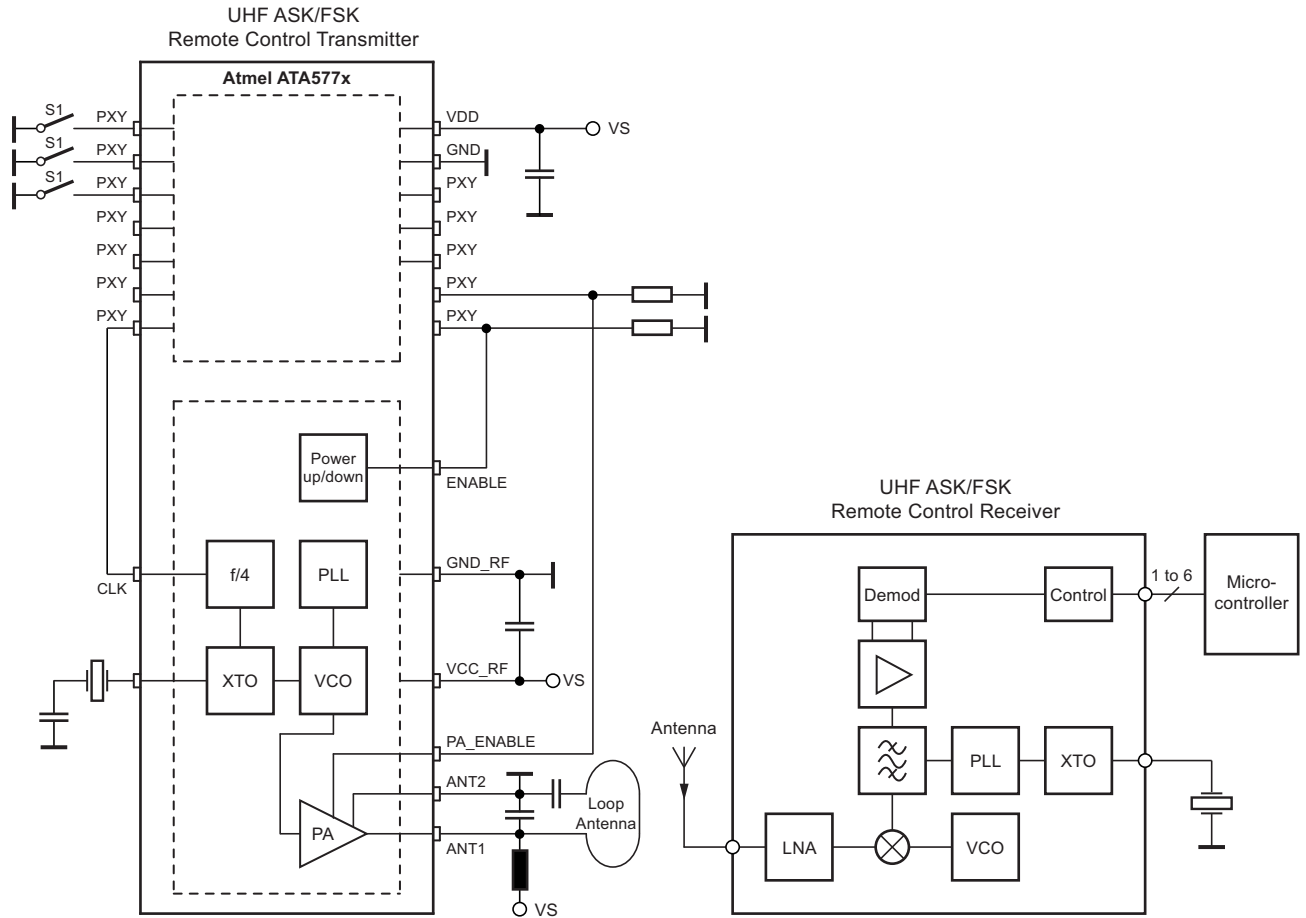 UHF ASK/FSK
Remote Control Transmitter
Atmel ATA577x
S1
PXY
VDD
VS
S1
PXY
GND
S1
PXY
PXY
PXY
PXY
PXY
PXY
PXY
PXY
PXY
PXY
Power
up/down
ENABLE
f/4
PLL
GND_RF
CLK
XTO
VCO
VCC_RF
VS
PA_ENABLE
ANT2
Loop
Antenna
PA
ANT1
VS
UHF ASK/FSK
Remote Control Receiver
Demod
Control
1 to 6
Micro-
controller
Antenna
PLL
XTO
LNA
VCO